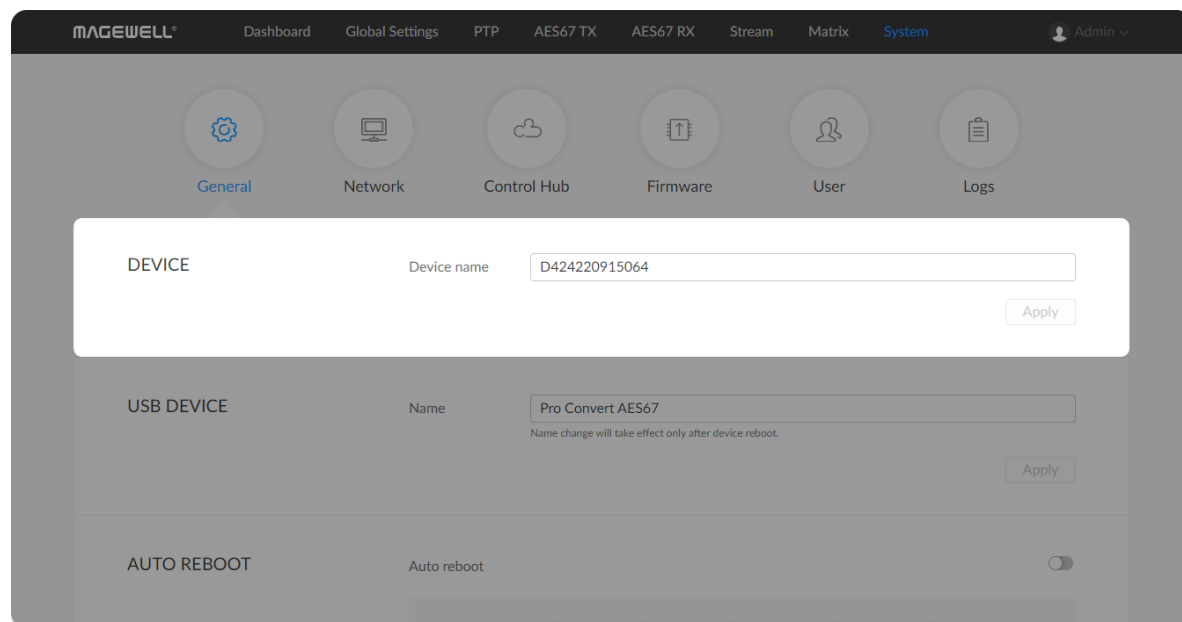 MAGEWELL® Dashboard Global Settings PTP AES67 TX AES67 RX Stream Matrix System Admin
General Network Control Hub Firmware User Logs
DEVICE Device name D424220915064
Apply
USB DEVICE Name Pro Convert AES67
Name change will take effect only after device reboot.
Apply
AUTO REBOOT Auto reboot